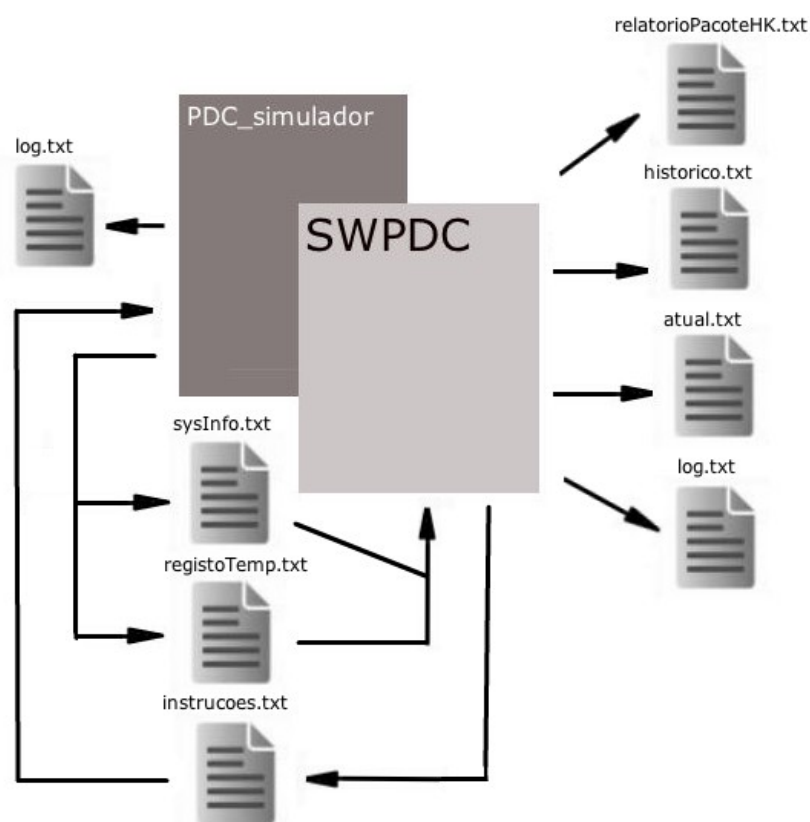 relatorioPacoteHK.txt
PDC_simulador
log.txt
historico.txt
SWPDC
atual.txt
sysInfo.txt
log.txt
registoTemp.txt
instrucoes.txt